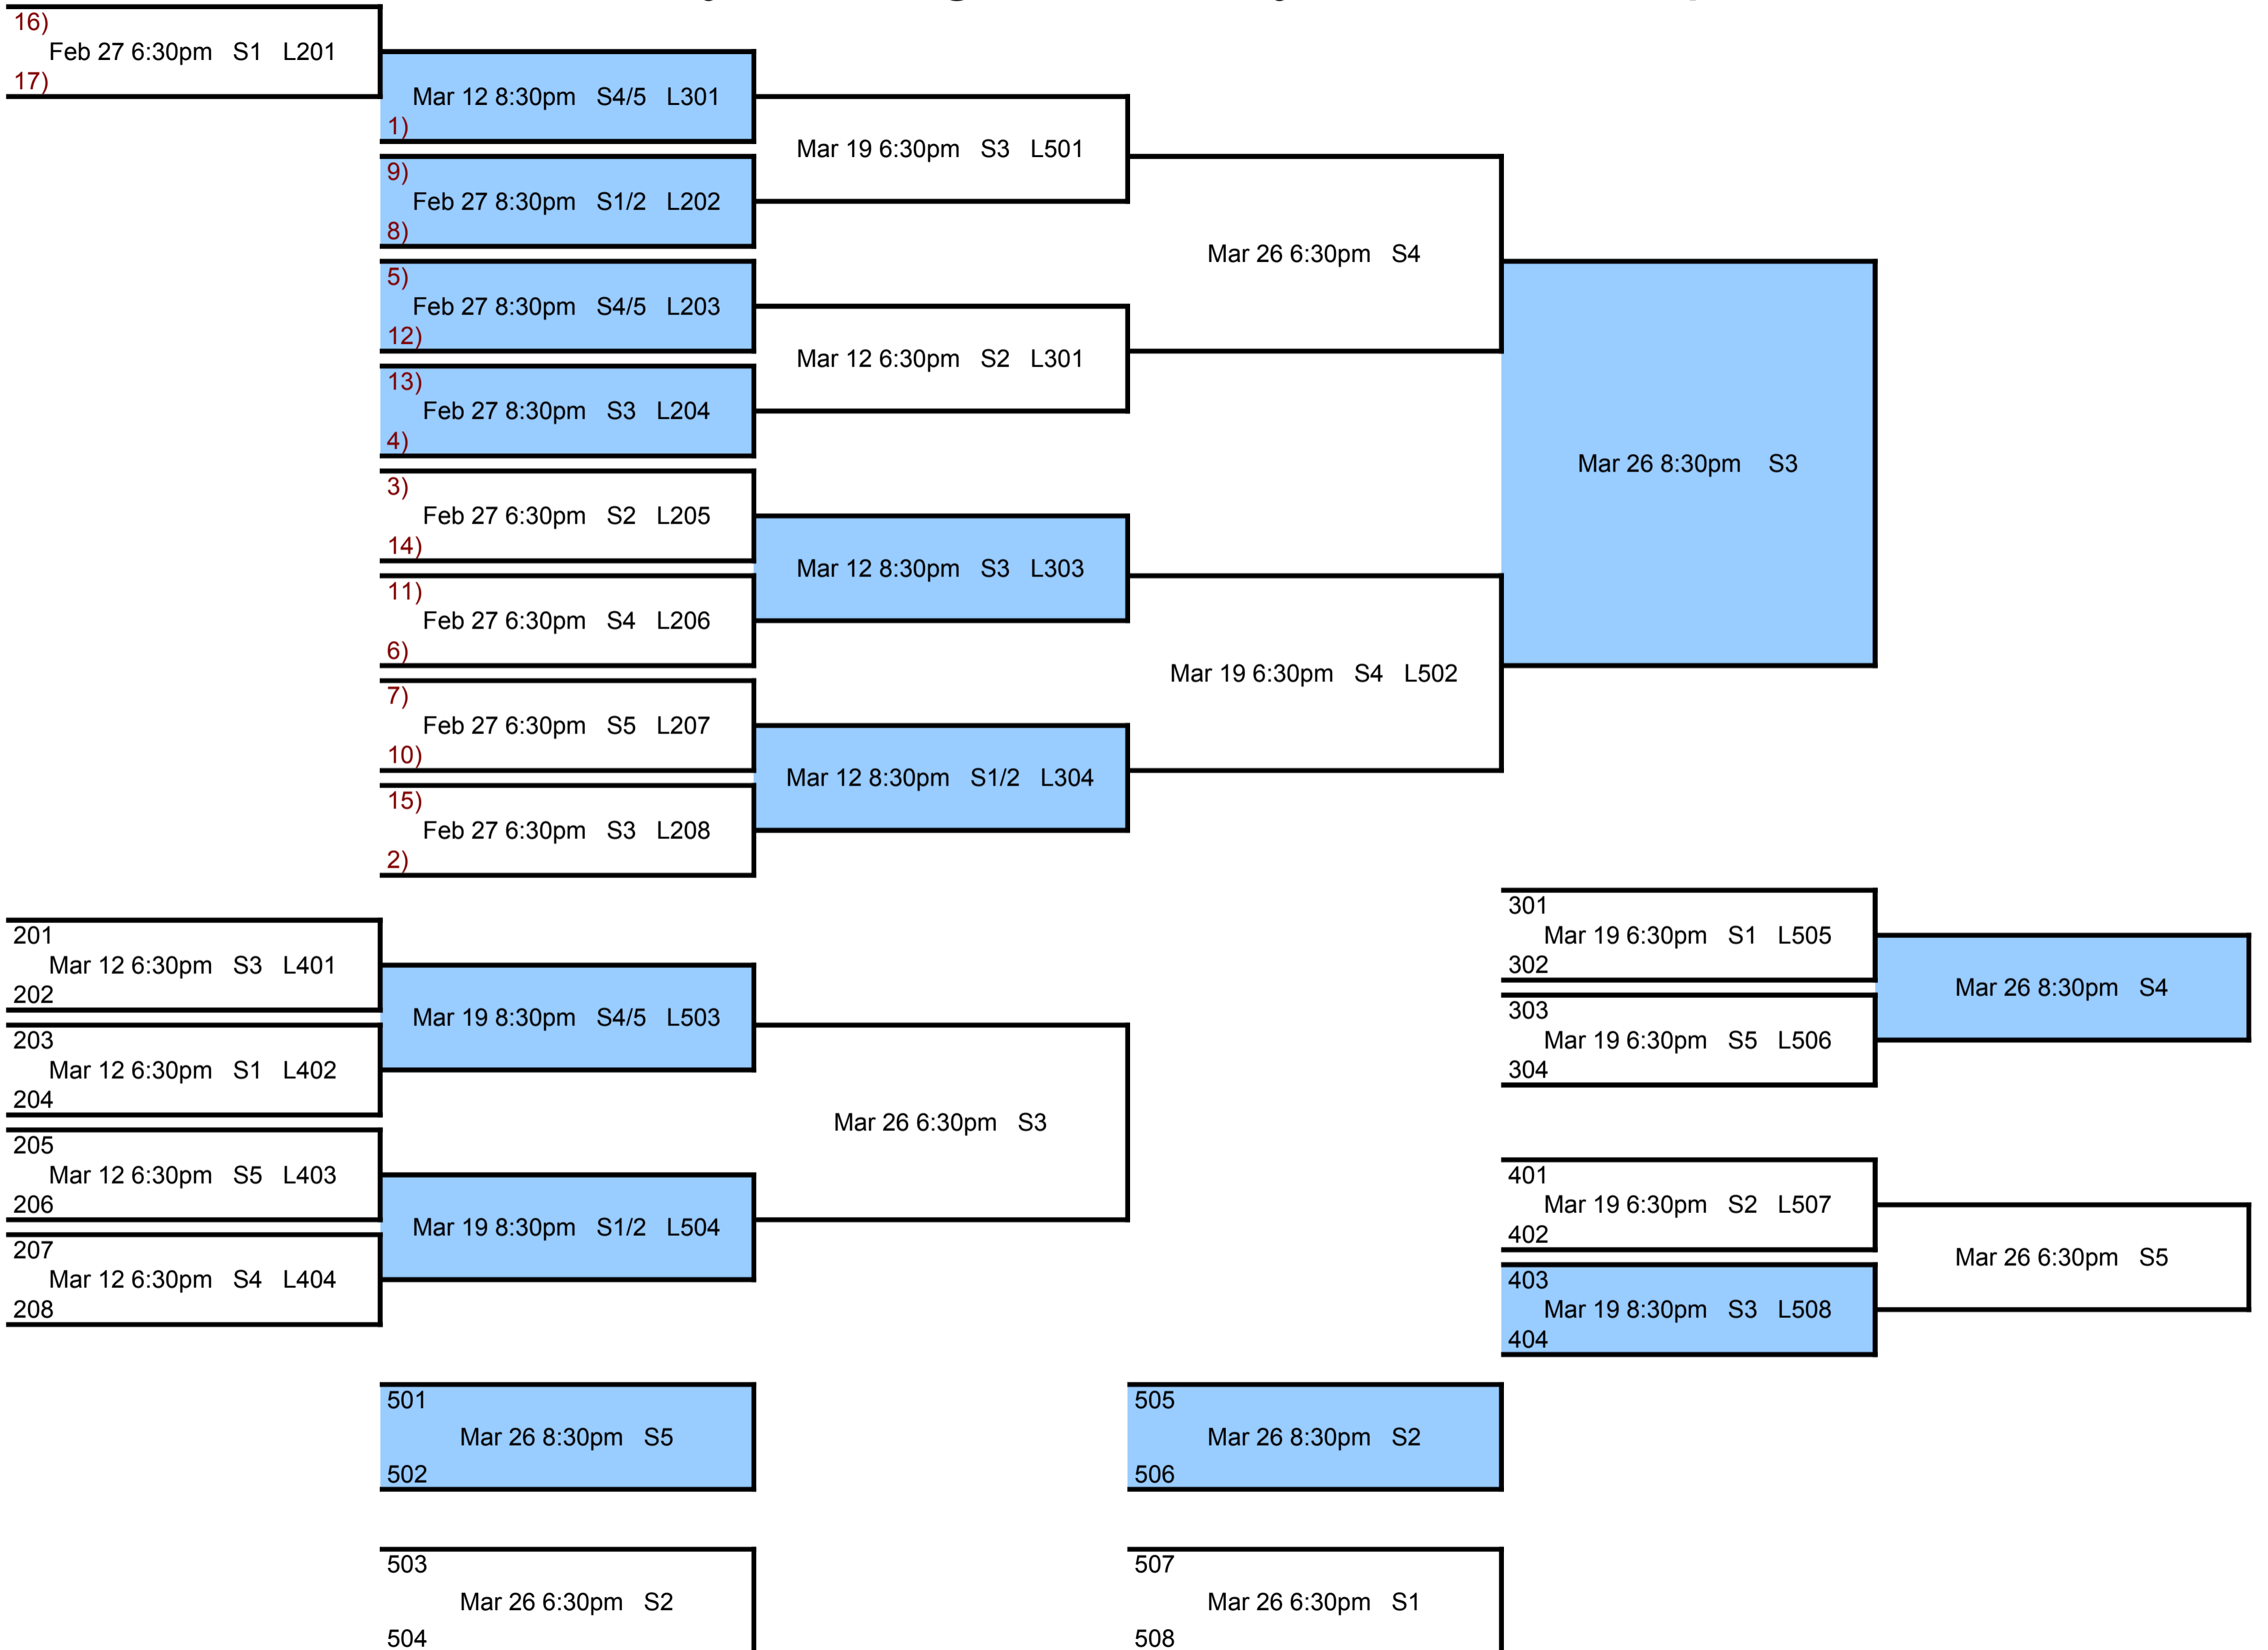 16)
Feb 27 6:30pm S1 L201
17)
Mar 12 8:30pm S4/5 L301
1)
9)
Feb 27 8:30pm S1/2 L202
8)
5)
Feb 27 8:30pm S4/5 L203
12)
13)
Feb 27 8:30pm S3 L204
4)
3)
Feb 27 6:30pm S2 L205
14)
11)
Feb 27 6:30pm S4 L206
6)
7)
Feb 27 6:30pm S5 L207
10)
15)
Feb 27 6:30pm S3 L208
2)
Mar 19 6:30pm S3 L501
Mar 12 6:30pm S2 L301
Mar 12 8:30pm S3 L303
Mar 12 8:30pm S1/2 L304
Mar 26 6:30pm S4
Mar 19 6:30pm S4 L502
Mar 26 8:30pm S3
201
Mar 12 6:30pm S3 L401
202
203
Mar 12 6:30pm S1 L402
204
205
Mar 12 6:30pm S5 L403
206
207
Mar 12 6:30pm S4 L404
208
Mar 19 8:30pm S4/5 L503
Mar 19 8:30pm S1/2 L504
Mar 26 6:30pm S3
301
Mar 19 6:30pm S1 L505
302
303
Mar 19 6:30pm S5 L506
304
Mar 26 8:30pm S4
401
Mar 19 6:30pm S2 L507
402
403
Mar 19 8:30pm S3 L508
404
Mar 26 6:30pm S5
501
Mar 26 8:30pm S5
502
505
Mar 26 8:30pm S2
506
503
Mar 26 6:30pm S2
504
507
Mar 26 6:30pm S1
508